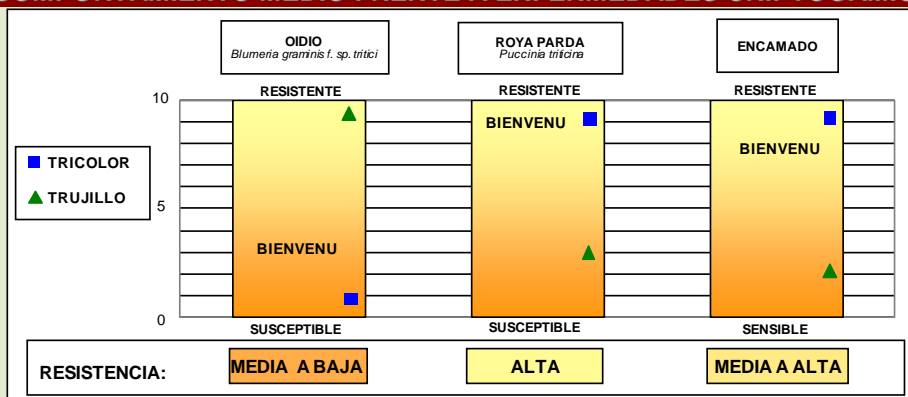 OIDIO
Blumeria graminis f. sp. tritici
ROYA PARDA
Puccinia triticina
ENCAMADO
RESISTENTE RESISTENTE RESISTENTE
10
5
0
TRICOLOR
TRUJILLO
BIENVENU
BIENVENU
BIENVENU
SUSCEPTIBLE SUSCEPTIBLE SENSIBLE
RESISTENCIA: MEDIA A BAJA ALTA MEDIA A ALTA